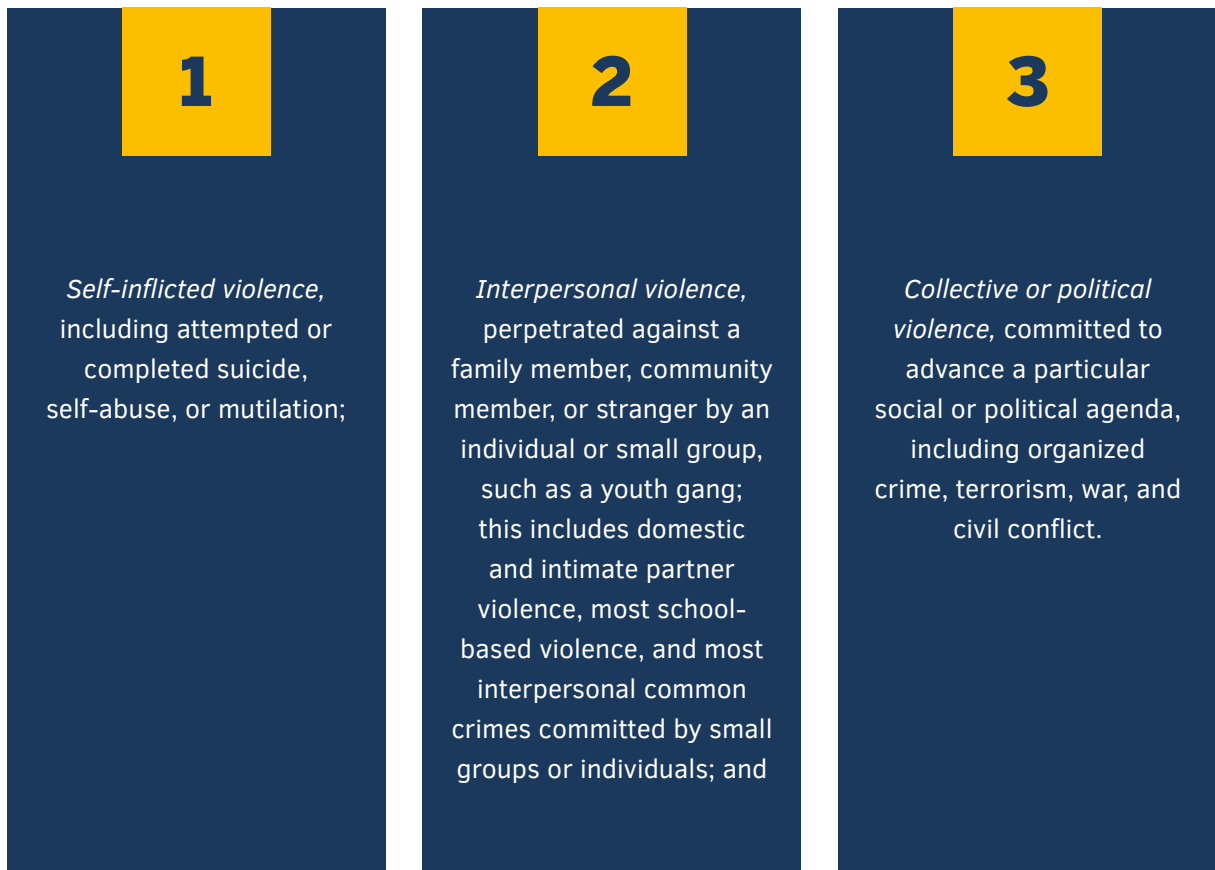 1
Self-inflicted violence,
including attempted or
completed suicide,
self-abuse, or mutilation;
2
Interpersonal violence,
perpetrated against a
family member, community
member, or stranger by an
individual or small group,
such as a youth gang;
this includes domestic
and intimate partner
violence, most school-
based violence, and most
interpersonal common
crimes committed by small
groups or individuals; and
3
Collective or political
violence, committed to
advance a particular
social or political agenda,
including organized
crime, terrorism, war, and
civil conflict.